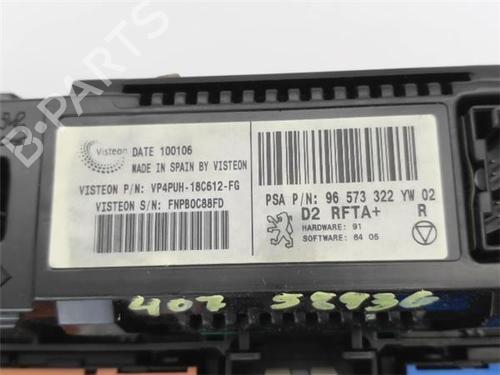 B-PARTS
Visteon DATE 100106
MADE IN SPAIN BY VISTEON
VISTEON P/N: VP4PUH-18C612-FG
VISTEON S/N: FNPB0C88FD
PSA P/N: 96 573 322 YW 02
D2 RFTA+ R
HARDWARE: 91
SOFTWARE: 84 05
407 58936